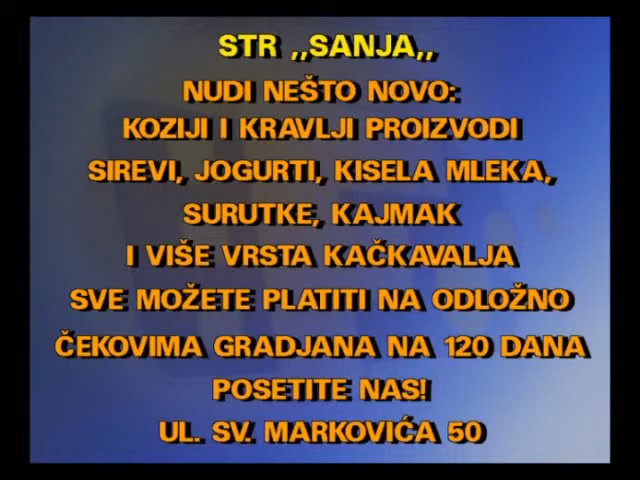 STR ,,SANJA,,
NUDI NEŠTO NOVO:
KOZIJI I KRAVLJI PROIZVODI
SIREVI, JOGURTI, KISELA MLEKA,
SURUTKE, KAJMAK
I VIŠE VRSTA KAČKAVALJA
SVE MOŽETE PLATITI NA ODLOŽNO
ČEKOVIMA GRADJANA NA 120 DANA
POSETITE NAS!
UL. SV. MARKOVIĆA 50